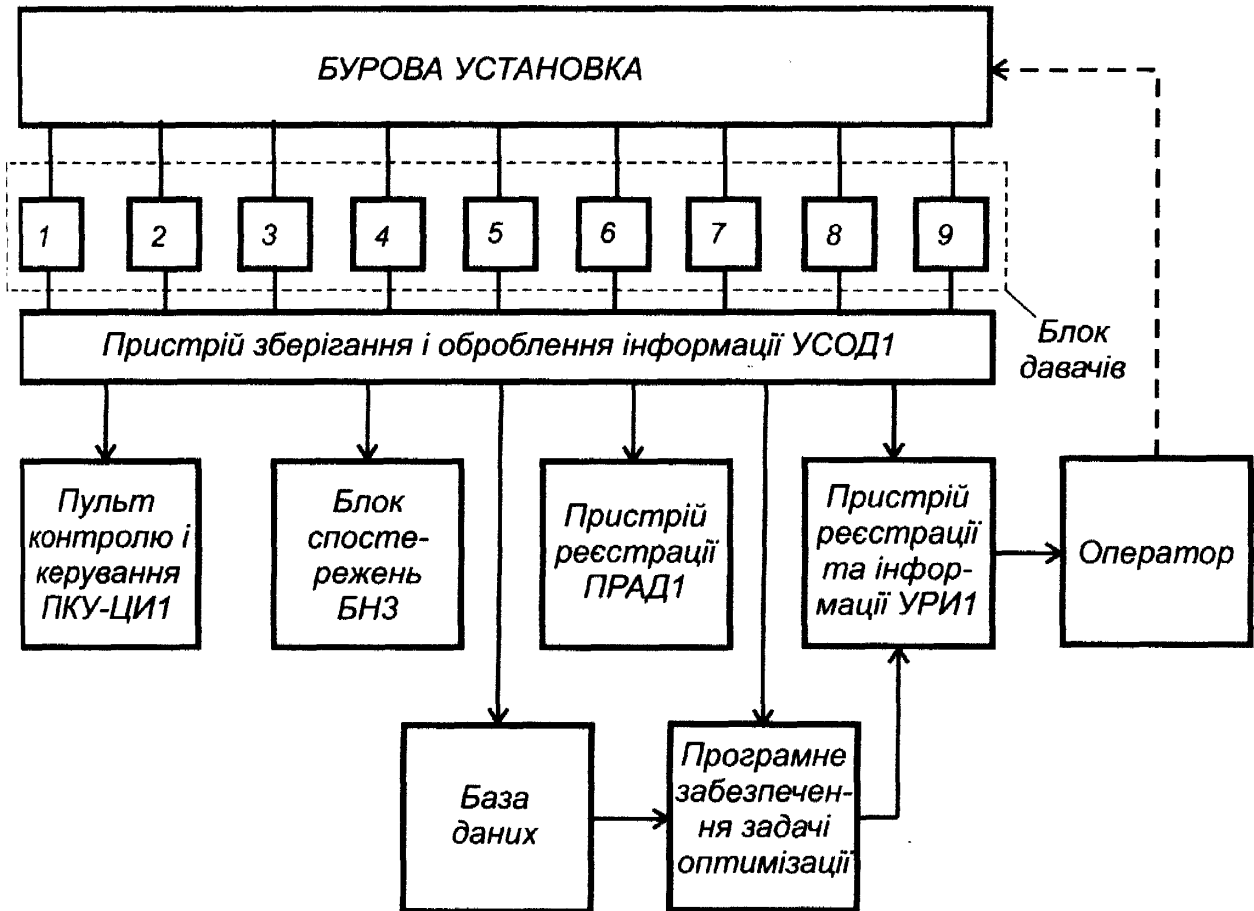 БУРОВА УСТАНОВКА
1 2 3 4 5 6 7 8 9
Пристрій зберігання і оброблення інформації УСОД1
Блок
давачів
Пульт
контролю і
керування
ПКУ-ЦИ1
Блок
спосте-
режень
БН3
Пристрій
реєстрації
ПРАД1
Пристрій
реєстрації
та інфор-
мації УРИ1
Оператор
База
даних
Програмне
забезпечен-
ня задачі
оптимізації